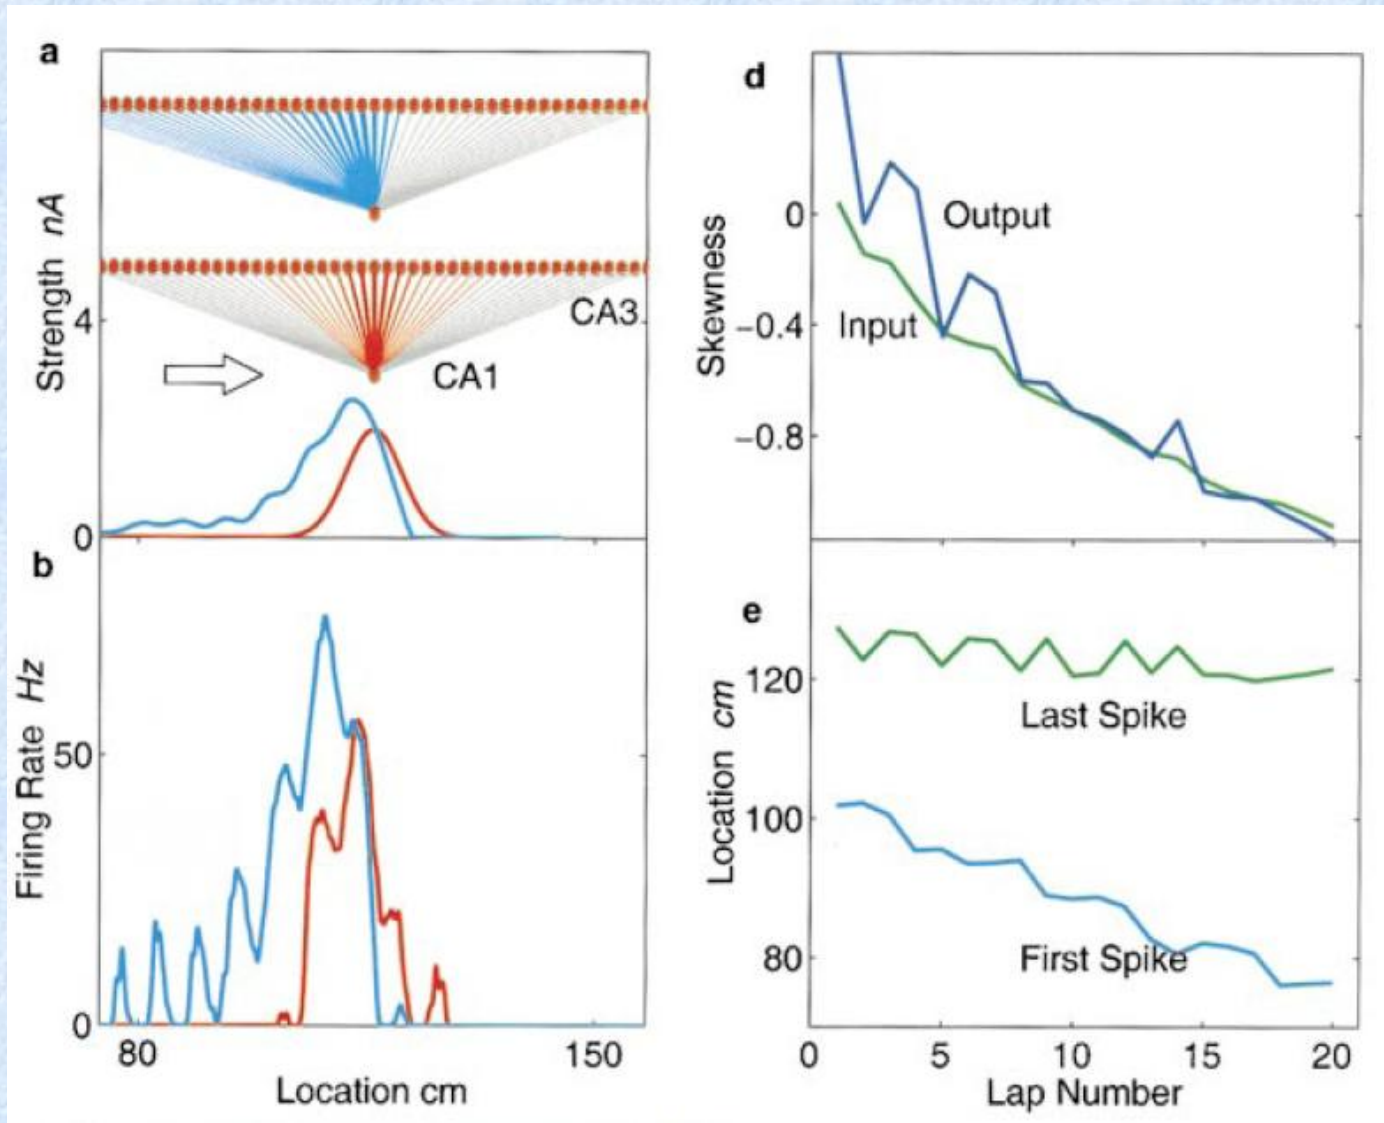 a
Strength nA
4
0
CA3
CA1
b
Firing Rate Hz
50
0
80
150
Location cm
d
Skewness
0
−0.4
−0.8
Output
Input
e
Location cm
120
100
80
Last Spike
First Spike
0 5 10 15 20
Lap Number